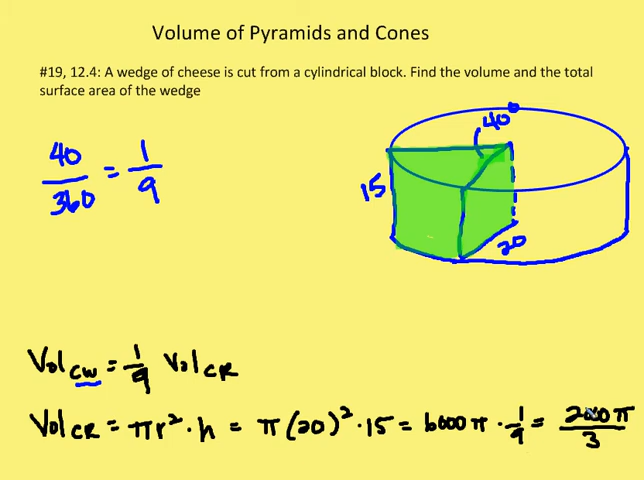 Volume of Pyramids and Cones
#19, 12.4: A wedge of cheese is cut from a cylindrical block. Find the volume and the total
surface area of the wedge
40°
40/360 = 1/9
15
20
Vol CW = 1/9 Vol CR
Vol CR = πr² · h = π(20)² · 15 = 6000π · 1/9 = 2000π/3